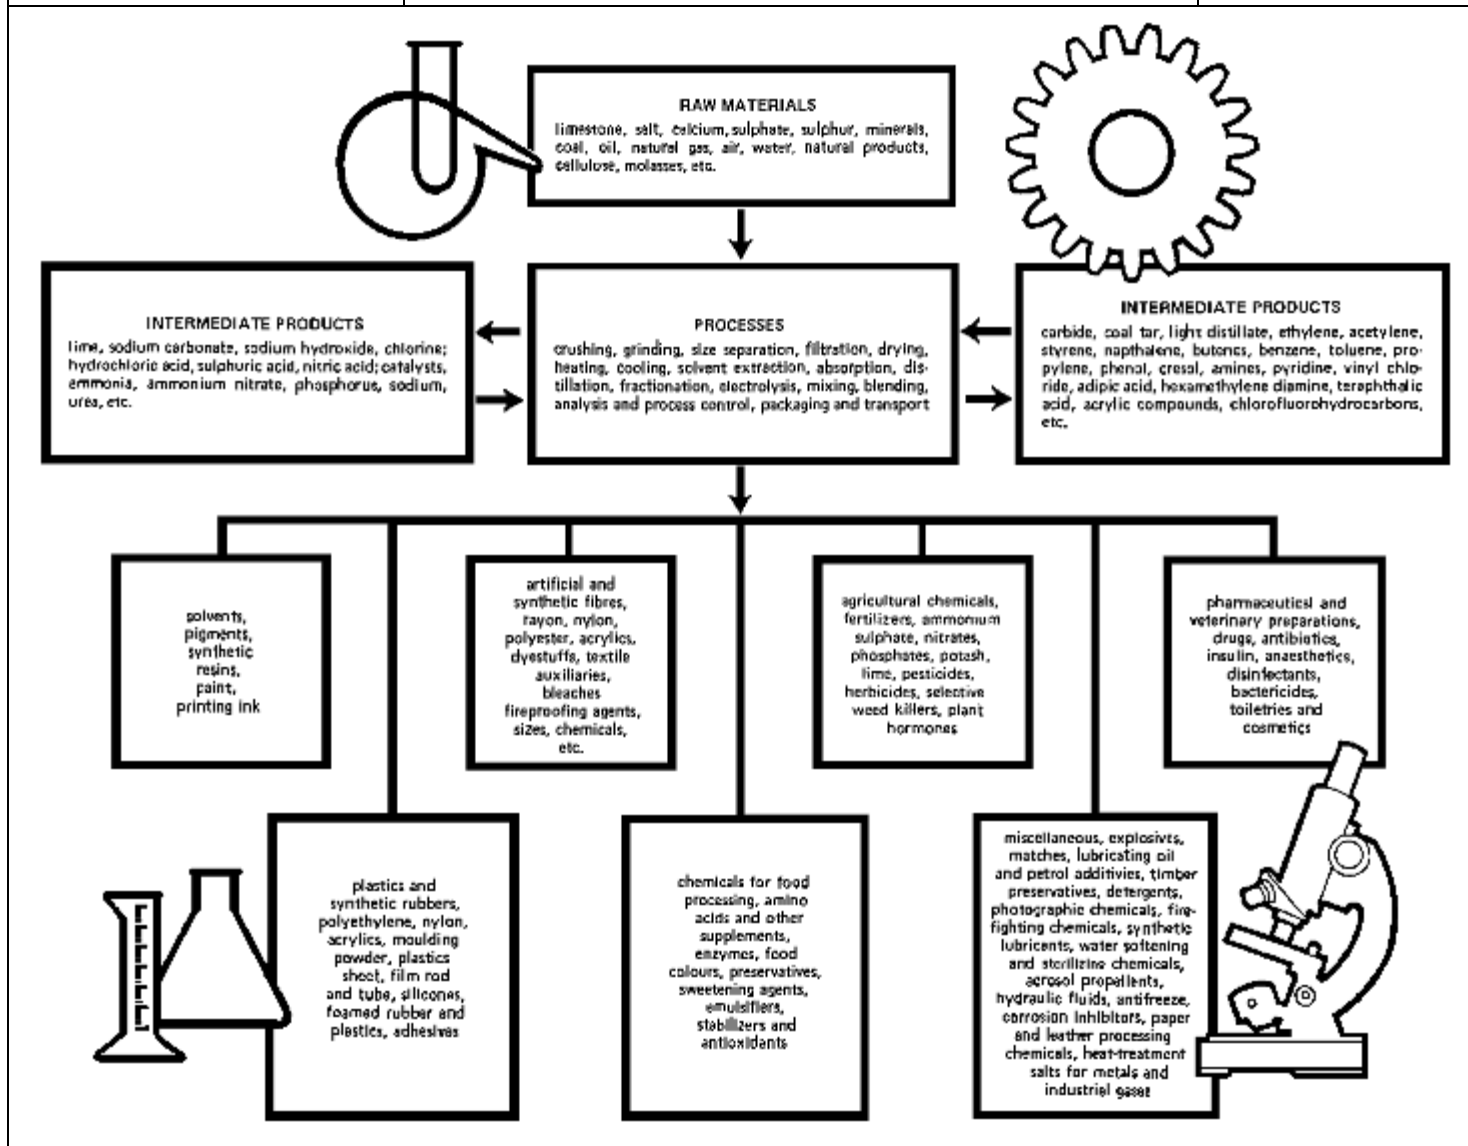 RAW MATERIALS
limestone, salt, calcium, sulphate, sulphur, minerals,
coal, oil, natural gas, air, water, natural products,
cellulose, molasses, etc.
INTERMEDIATE PRODUCTS
lime, sodium carbonate, sodium hydroxide, chlorine;
hydrochloric acid, sulphuric acid, nitric acid; catalysts,
ammonia, ammonium nitrate, phosphorus, sodium,
urea, etc.
PROCESSES
crushing, grinding, size separation, filtration, drying,
heating, cooling, solvent extraction, absorption, dis-
tillation, fractionation, electrolysis, mixing, blending,
analysis and process control, packaging and transport
INTERMEDIATE PRODUCTS
carbide, coal tar, light distillate, ethylene, acetylene,
styrene, napthalene, butenes, benzene, toluene, pro-
pylene, phenol, cresol, amines, pyridine, vinyl chlo-
ride, adipic acid, hexamethylene diamine, terephthalic
acid, acrylic compounds, chlorofluorohydrocarbons,
etc.
solvents,
pigments,
synthetic
resins,
paint,
printing ink
artificial and
synthetic fibres,
rayon, nylon,
polyester, acrylics,
dyestuffs, textile
auxiliaries,
bleaches
fireproofing agents,
sizes, chemicals,
etc.
agricultural chemicals,
fertilizers, ammonium
sulphate, nitrates,
phosphates, potash,
lime, pesticides,
herbicides, selective
weed killers, plant
hormones
pharmaceutical and
veterinary preparations,
drugs, antibiotics,
insulin, anaesthetics,
disinfectants,
bactericides,
toiletries and
cosmetics
plastics and
synthetic rubbers,
polyethylene, nylon,
acrylics, moulding
powder, plastics
sheet, film rod
and tube, silicones,
foamed rubber and
plastics, adhesives
chemicals for food
processing, amino
acids and other
supplements,
enzymes, food
colours, preservatives,
sweetening agents,
emulsifiers,
stabilizers and
antioxidants
miscellaneous, explosives,
matches, lubricating oil
and petrol additivies, timber
preservatives, detergents,
photographic chemicals, fire-
fighting chemicals, synthetic
lubricents, water softening
and sterilizine chemicals,
aerosol propellents,
hydraulic fluids, antifreeze,
corrosion inhibitors, paper
and leather processing
chemicals, heat-treatment
salts for metals and
industrial gases